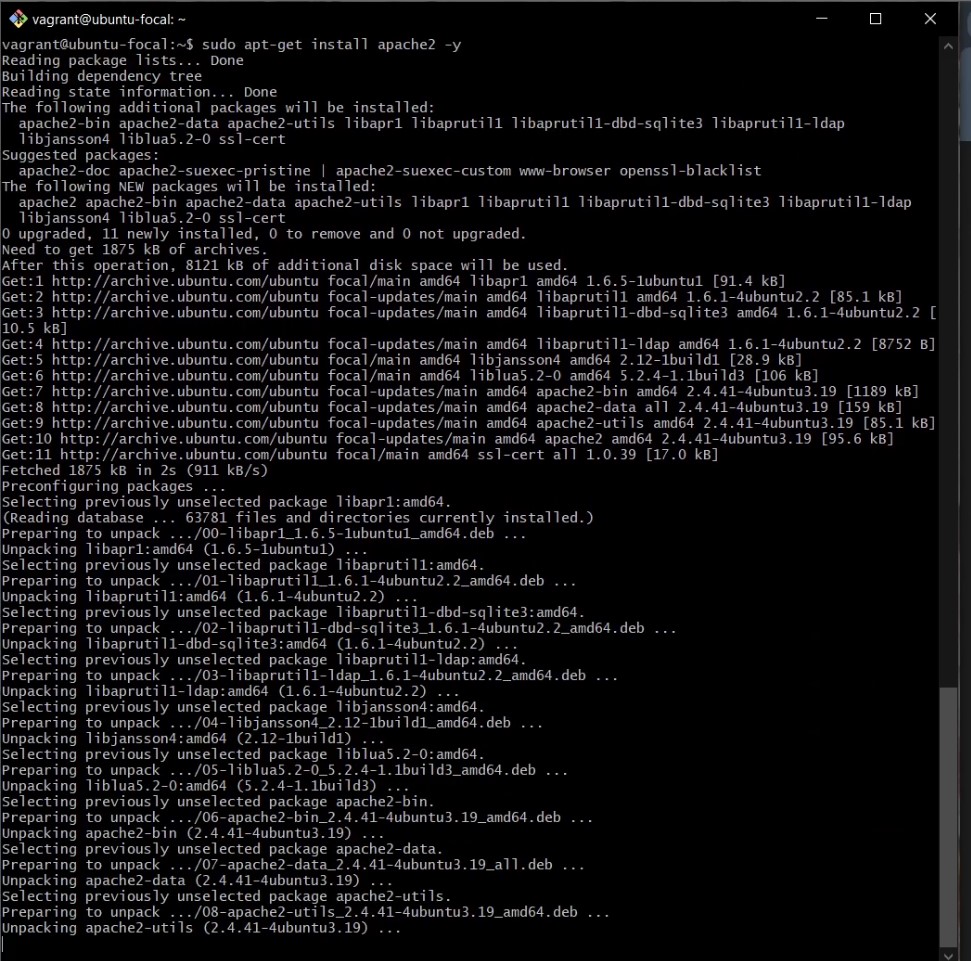 vagrant@ubuntu-focal: ~
vagrant@ubuntu-focal:~$ sudo apt-get install apache2 -y
Reading package lists... Done
Building dependency tree
Reading state information... Done
The following additional packages will be installed:
  apache2-bin apache2-data apache2-utils libapr1 libaprutil1 libaprutil1-dbd-sqlite3 libaprutil1-ldap
  libjansson4 liblua5.2-0 ssl-cert
Suggested packages:
  apache2-doc apache2-suexec-pristine | apache2-suexec-custom www-browser openssl-blacklist
The following NEW packages will be installed:
  apache2 apache2-bin apache2-data apache2-utils libapr1 libaprutil1 libaprutil1-dbd-sqlite3 libaprutil1-ldap
  libjansson4 liblua5.2-0 ssl-cert
0 upgraded, 11 newly installed, 0 to remove and 0 not upgraded.
Need to get 1875 kB of archives.
After this operation, 8121 kB of additional disk space will be used.
Get:1 http://archive.ubuntu.com/ubuntu focal/main amd64 libapr1 amd64 1.6.5-1ubuntu1 [91.4 kB]
Get:2 http://archive.ubuntu.com/ubuntu focal-updates/main amd64 libaprutil1 amd64 1.6.1-4ubuntu2.2 [85.1 kB]
Get:3 http://archive.ubuntu.com/ubuntu focal-updates/main amd64 libaprutil1-dbd-sqlite3 amd64 1.6.1-4ubuntu2.2 [
10.5 kB]
Get:4 http://archive.ubuntu.com/ubuntu focal-updates/main amd64 libaprutil1-ldap amd64 1.6.1-4ubuntu2.2 [8752 B]
Get:5 http://archive.ubuntu.com/ubuntu focal/main amd64 libjansson4 amd64 2.12-1build1 [28.9 kB]
Get:6 http://archive.ubuntu.com/ubuntu focal/main amd64 liblua5.2-0 amd64 5.2.4-1.1build3 [106 kB]
Get:7 http://archive.ubuntu.com/ubuntu focal-updates/main amd64 apache2-bin amd64 2.4.41-4ubuntu3.19 [1189 kB]
Get:8 http://archive.ubuntu.com/ubuntu focal-updates/main amd64 apache2-data all 2.4.41-4ubuntu3.19 [159 kB]
Get:9 http://archive.ubuntu.com/ubuntu focal-updates/main amd64 apache2-utils amd64 2.4.41-4ubuntu3.19 [85.1 kB]
Get:10 http://archive.ubuntu.com/ubuntu focal-updates/main amd64 apache2 amd64 2.4.41-4ubuntu3.19 [95.6 kB]
Get:11 http://archive.ubuntu.com/ubuntu focal/main amd64 ssl-cert all 1.0.39 [17.0 kB]
Fetched 1875 kB in 2s (911 kB/s)
Preconfiguring packages ...
Selecting previously unselected package libapr1:amd64.
(Reading database ... 63781 files and directories currently installed.)
Preparing to unpack .../00-libapr1_1.6.5-1ubuntu1_amd64.deb ...
Unpacking libapr1:amd64 (1.6.5-1ubuntu1) ...
Selecting previously unselected package libaprutil1:amd64.
Preparing to unpack .../01-libaprutil1_1.6.1-4ubuntu2.2_amd64.deb ...
Unpacking libaprutil1:amd64 (1.6.1-4ubuntu2.2) ...
Selecting previously unselected package libaprutil1-dbd-sqlite3:amd64.
Preparing to unpack .../02-libaprutil1-dbd-sqlite3_1.6.1-4ubuntu2.2_amd64.deb ...
Unpacking libaprutil1-dbd-sqlite3:amd64 (1.6.1-4ubuntu2.2) ...
Selecting previously unselected package libaprutil1-ldap:amd64.
Preparing to unpack .../03-libaprutil1-ldap_1.6.1-4ubuntu2.2_amd64.deb ...
Unpacking libaprutil1-ldap:amd64 (1.6.1-4ubuntu2.2) ...
Selecting previously unselected package libjansson4:amd64.
Preparing to unpack .../04-libjansson4_2.12-1build1_amd64.deb ...
Unpacking libjansson4:amd64 (2.12-1build1) ...
Selecting previously unselected package liblua5.2-0:amd64.
Preparing to unpack .../05-liblua5.2-0_5.2.4-1.1build3_amd64.deb ...
Unpacking liblua5.2-0:amd64 (5.2.4-1.1build3) ...
Selecting previously unselected package apache2-bin.
Preparing to unpack .../06-apache2-bin_2.4.41-4ubuntu3.19_amd64.deb ...
Unpacking apache2-bin (2.4.41-4ubuntu3.19) ...
Selecting previously unselected package apache2-data.
Preparing to unpack .../07-apache2-data_2.4.41-4ubuntu3.19_all.deb ...
Unpacking apache2-data (2.4.41-4ubuntu3.19) ...
Selecting previously unselected package apache2-utils.
Preparing to unpack .../08-apache2-utils_2.4.41-4ubuntu3.19_amd64.deb ...
Unpacking apache2-utils (2.4.41-4ubuntu3.19) ...